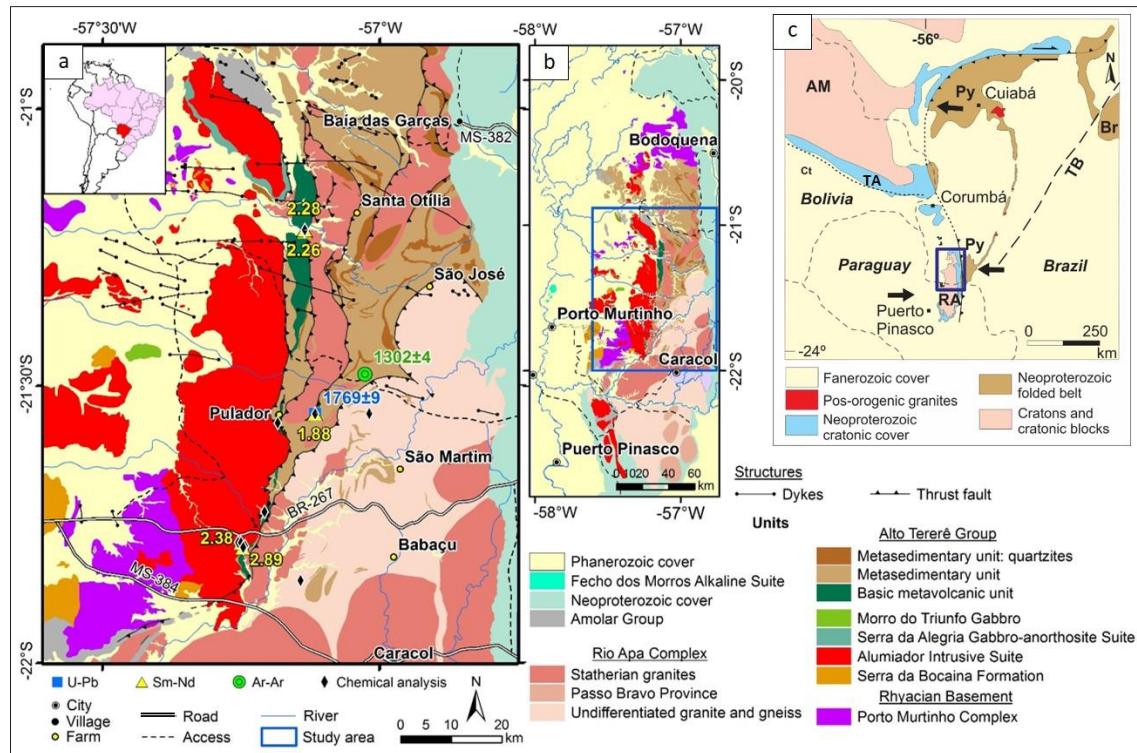 -57°30'W
-57°W
a
-21°S
Baía das Garças
MS-382
2.28
Santa Otília
2.26
São José
1302±4
-21°30'S
1769±9
Pulador
1.88
São Martim
BR-267
2.38
2.89
Babaçu
MS-384
-22°S
Caracol
U-Pb
Sm-Nd
Ar-Ar
Chemical analysis
City
Village
Farm
Road
Access
River
Study area
N
0 5 10 20
km
-58°W
-57°W
b
-20°S
Bodoquena
-21°S
Porto Murtinho
Caracol
-22°S
Puerto Pinasco
0 10 20 40 60
km
-58°W
-57°W
c
-56°
AM
Py
Cuiabá
N
Br
Ct
TA
TB
Bolivia
Corumbá
Paraguay
Py
Brazil
RA
Puerto
Pinasco
-24°
0 250
km
Fanerozoic cover
Pos-orogenic granites
Neoproterozoic
cratonic cover
Neoproterozoic
folded belt
Cratons and
cratonic blocks
Structures
Dykes
Thrust fault
Units
Phanerozoic cover
Fecho dos Morros Alkaline Suite
Neoproterozoic cover
Amolar Group
Rio Apa Complex
Statherian granites
Passo Bravo Province
Undifferentiated granite and gneiss
Alto Tererê Group
Metasedimentary unit: quartzites
Metasedimentary unit
Basic metavolcanic unit
Morro do Triunfo Gabbro
Serra da Alegria Gabbro-anorthosite Suite
Alumiador Intrusive Suite
Serra da Bocaina Formation
Rhyacian Basement
Porto Murtinho Complex